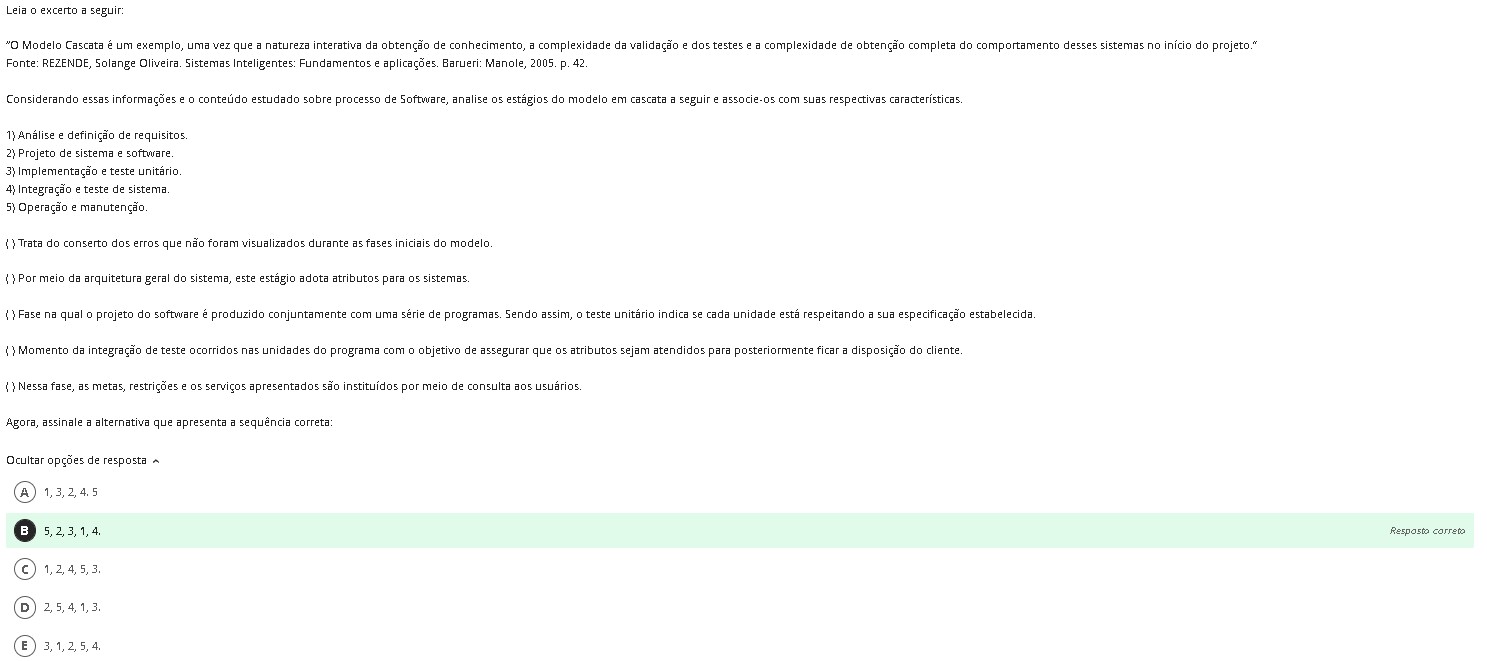 Leia o excerto a seguir:
“O Modelo Cascata é um exemplo, uma vez que a natureza interativa da obtenção de conhecimento, a complexidade da validação e dos testes e a complexidade de obtenção completa do comportamento desses sistemas no início do projeto.”
Fonte: REZENDE, Solange Oliveira. Sistemas Inteligentes: Fundamentos e aplicações. Barueri: Manole, 2005. p. 42.
Considerando essas informações e o conteúdo estudado sobre processo de Software, analise os estágios do modelo em cascata a seguir e associe-os com suas respectivas características.
1) Análise e definição de requisitos.
2) Projeto de sistema e software.
3) Implementação e teste unitário.
4) Integração e teste de sistema.
5) Operação e manutenção.
( ) Trata do conserto dos erros que não foram visualizados durante as fases iniciais do modelo.
( ) Por meio da arquitetura geral do sistema, este estágio adota atributos para os sistemas.
( ) Fase na qual o projeto do software é produzido conjuntamente com uma série de programas. Sendo assim, o teste unitário indica se cada unidade está respeitando a sua especificação estabelecida.
( ) Momento da integração de teste ocorridos nas unidades do programa com o objetivo de assegurar que os atributos sejam atendidos para posteriormente ficar a disposição do cliente.
( ) Nessa fase, as metas, restrições e os serviços apresentados são instituídos por meio de consulta aos usuários.
Agora, assinale a alternativa que apresenta a sequência correta:
Ocultar opções de resposta
A 1, 3, 2, 4. 5
B 5, 2, 3, 1, 4. Resposta correta
C 1, 2, 4, 5, 3.
D 2, 5, 4, 1, 3.
E 3, 1, 2, 5, 4.